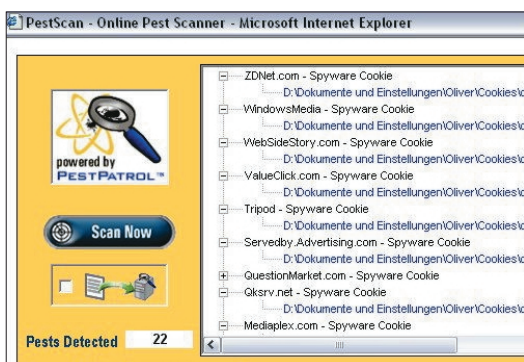 PestScan - Online Pest Scanner - Microsoft Internet Explorer
powered by
PESTPATROL™
Scan Now
Pests Detected 22
ZDNet.com - Spyware Cookie
D:\Dokumente und Einstellungen\Oliver\Cookies\o
WindowsMedia - Spyware Cookie
D:\Dokumente und Einstellungen\Oliver\Cookies\o
WebSideStory.com - Spyware Cookie
D:\Dokumente und Einstellungen\Oliver\Cookies\o
ValueClick.com - Spyware Cookie
D:\Dokumente und Einstellungen\Oliver\Cookies\o
Tripod - Spyware Cookie
D:\Dokumente und Einstellungen\Oliver\Cookies\o
Servedby.Advertising.com - Spyware Cookie
D:\Dokumente und Einstellungen\Oliver\Cookies\o
QuestionMarket.com - Spyware Cookie
Qksrv.net - Spyware Cookie
D:\Dokumente und Einstellungen\Oliver\Cookies\o
Mediaplex.com - Spyware Cookie